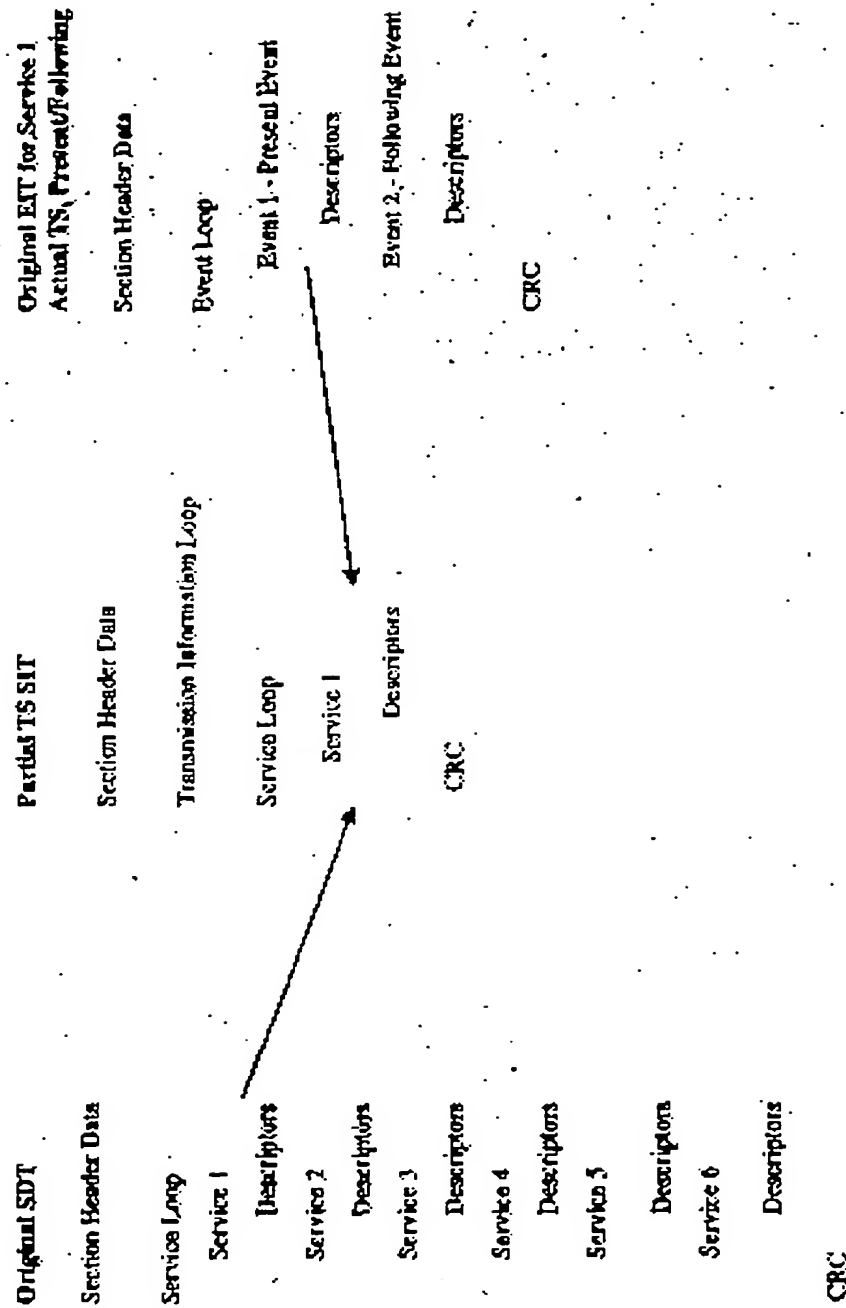 Original SDT
Section Header Data
Service Loop
Service 1
Descriptors
Service 2
Descriptors
Service 3
Descriptors
Service 4
Descriptors
Service 5
Descriptors
Service 6
Descriptors
CRC
Partial TS SIT
Section Header Data
Transmission Information Loop
Service Loop
Service 1
Descriptors
CRC
Original EIT for Service 1
Actual TS, Present/Following
Section Header Data
Event Loop
Event 1 - Present Event
Descriptors
Event 2 - Following Event
Descriptors
CRC